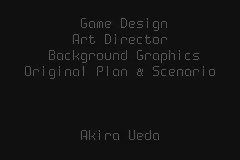 Game Design
Art Director
Background Graphics
Original Plan & Scenario
Akira Ueda